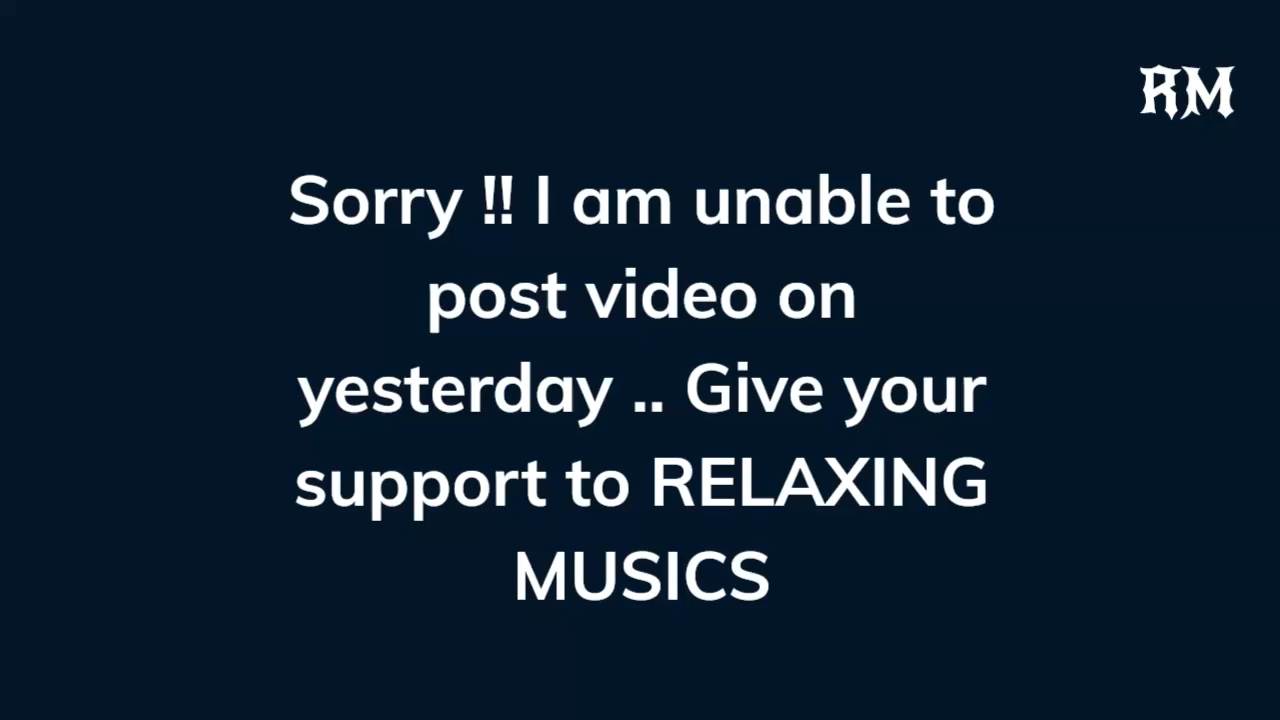 RM
Sorry !! I am unable to
post video on
yesterday .. Give your
support to RELAXING
MUSICS